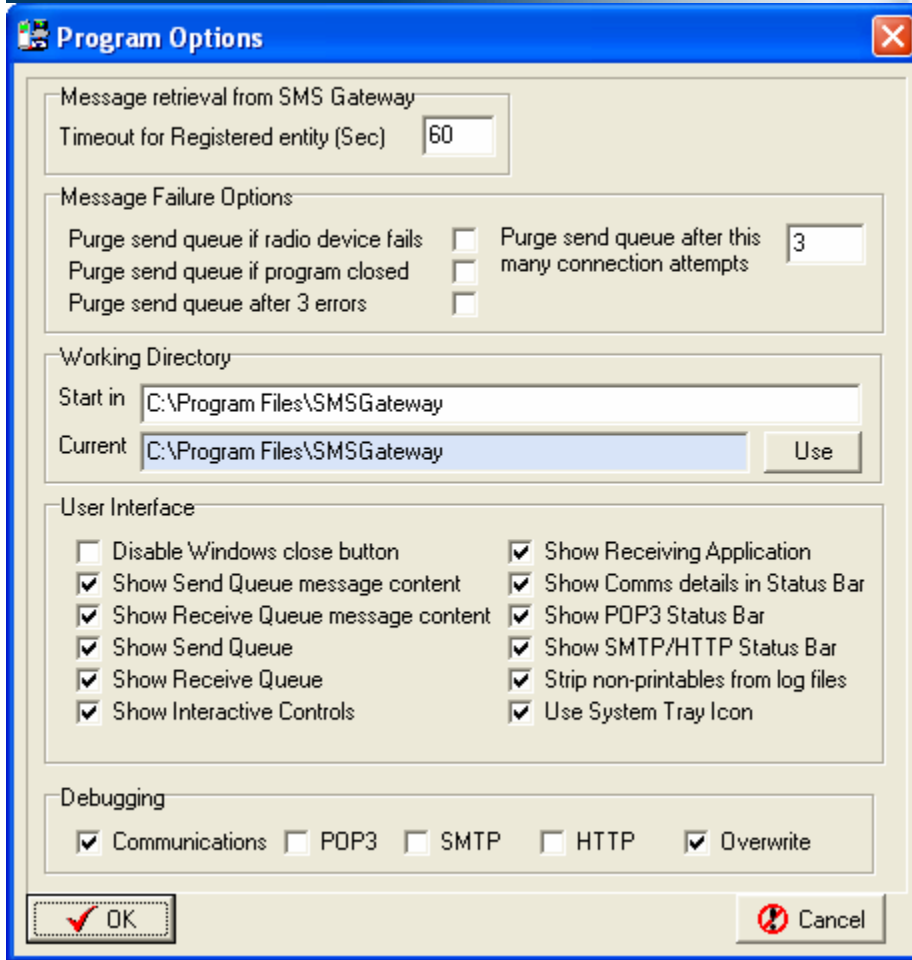 Program Options
Message retrieval from SMS Gateway
Timeout for Registered entity (Sec) 60
Message Failure Options
Purge send queue if radio device fails
Purge send queue if program closed
Purge send queue after 3 errors
Purge send queue after this
many connection attempts
3
Working Directory
Start in C:\Program Files\SMSGateway
Current C:\Program Files\SMSGateway Use
User Interface
Disable Windows close button
Show Send Queue message content
Show Receive Queue message content
Show Send Queue
Show Receive Queue
Show Interactive Controls
Show Receiving Application
Show Comms details in Status Bar
Show POP3 Status Bar
Show SMTP/HTTP Status Bar
Strip non-printables from log files
Use System Tray Icon
Debugging
Communications POP3 SMTP HTTP Overwrite
OK Cancel